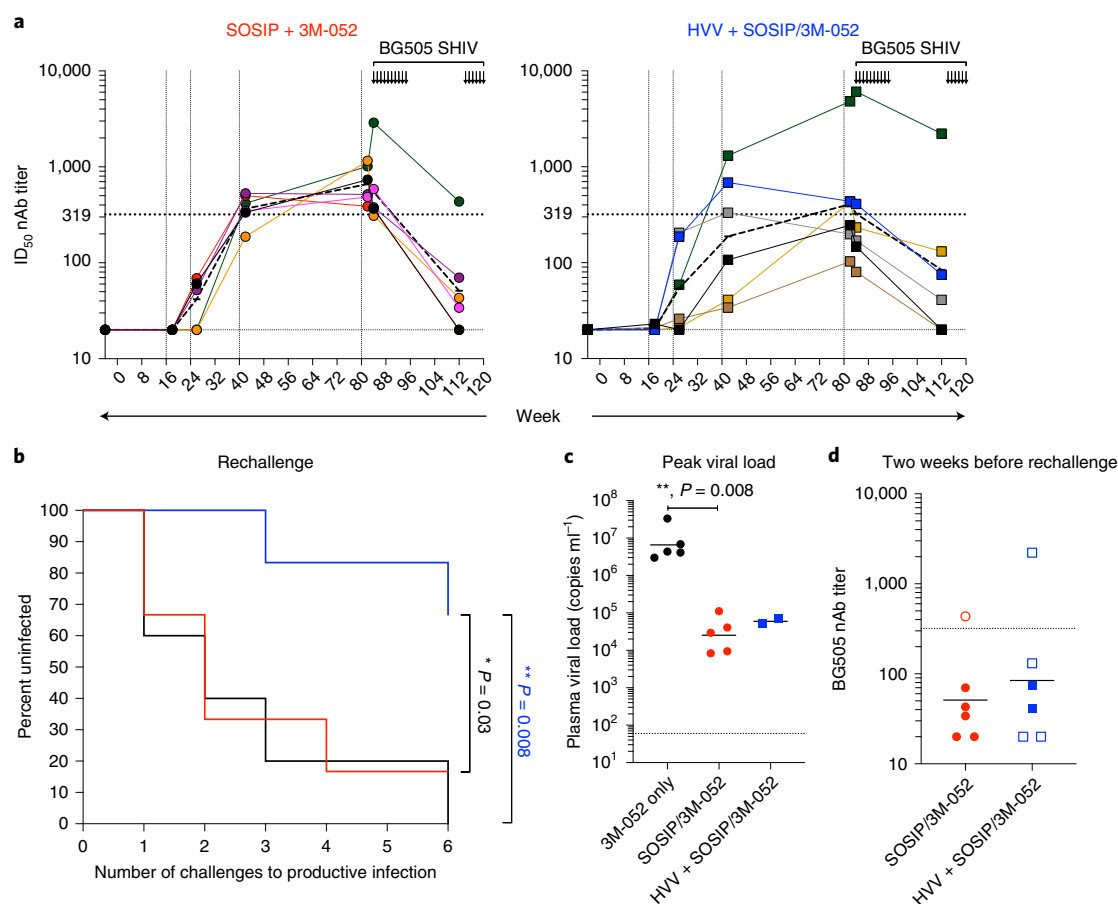 a
SOSIP + 3M-052
HVV + SOSIP/3M-052
BG505 SHIV
BG505 SHIV
ID50 nAb titer
10,000
1,000
319
100
10
0 8 16 24 32 40 48 56 64 72 80 88 96 104 112 120
10,000
1,000
319
100
10
0 8 16 24 32 40 48 56 64 72 80 88 96 104 112 120
Week
b
Rechallenge
Percent uninfected
100
90
80
70
60
50
40
30
20
10
0
0 1 2 3 4 5 6
Number of challenges to productive infection
* P = 0.03
** P = 0.008
c
Peak viral load
**, P = 0.008
Plasma viral load (copies ml−1)
10^8
10^7
10^6
10^5
10^4
10^3
10^2
10^1
3M-052 only
SOSIP/3M-052
HVV + SOSIP/3M-052
d
Two weeks before rechallenge
BG505 nAb titer
10,000
1,000
100
10
SOSIP/3M-052
HVV + SOSIP/3M-052